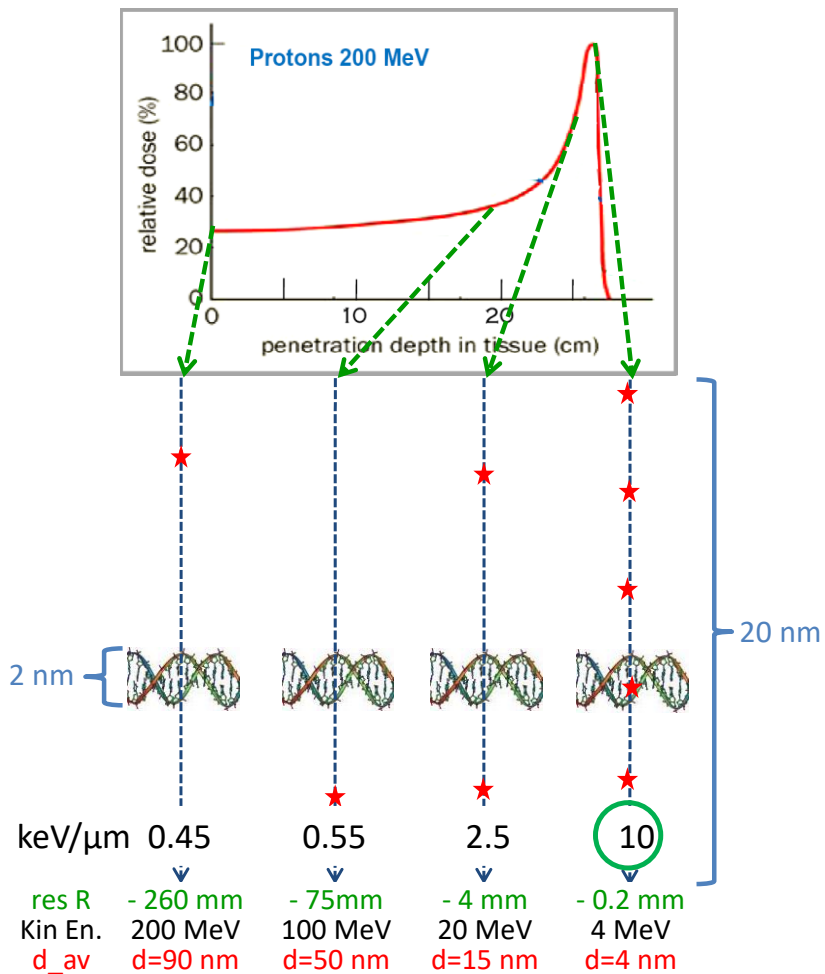 Protons 200 MeV
relative dose (%)
100
80
60
40
20
0
0 10 20
penetration depth in tissue (cm)
2 nm
20 nm
keV/μm 0.45 0.55 2.5 10
res R - 260 mm - 75mm - 4 mm - 0.2 mm
Kin En. 200 MeV 100 MeV 20 MeV 4 MeV
d_av d=90 nm d=50 nm d=15 nm d=4 nm